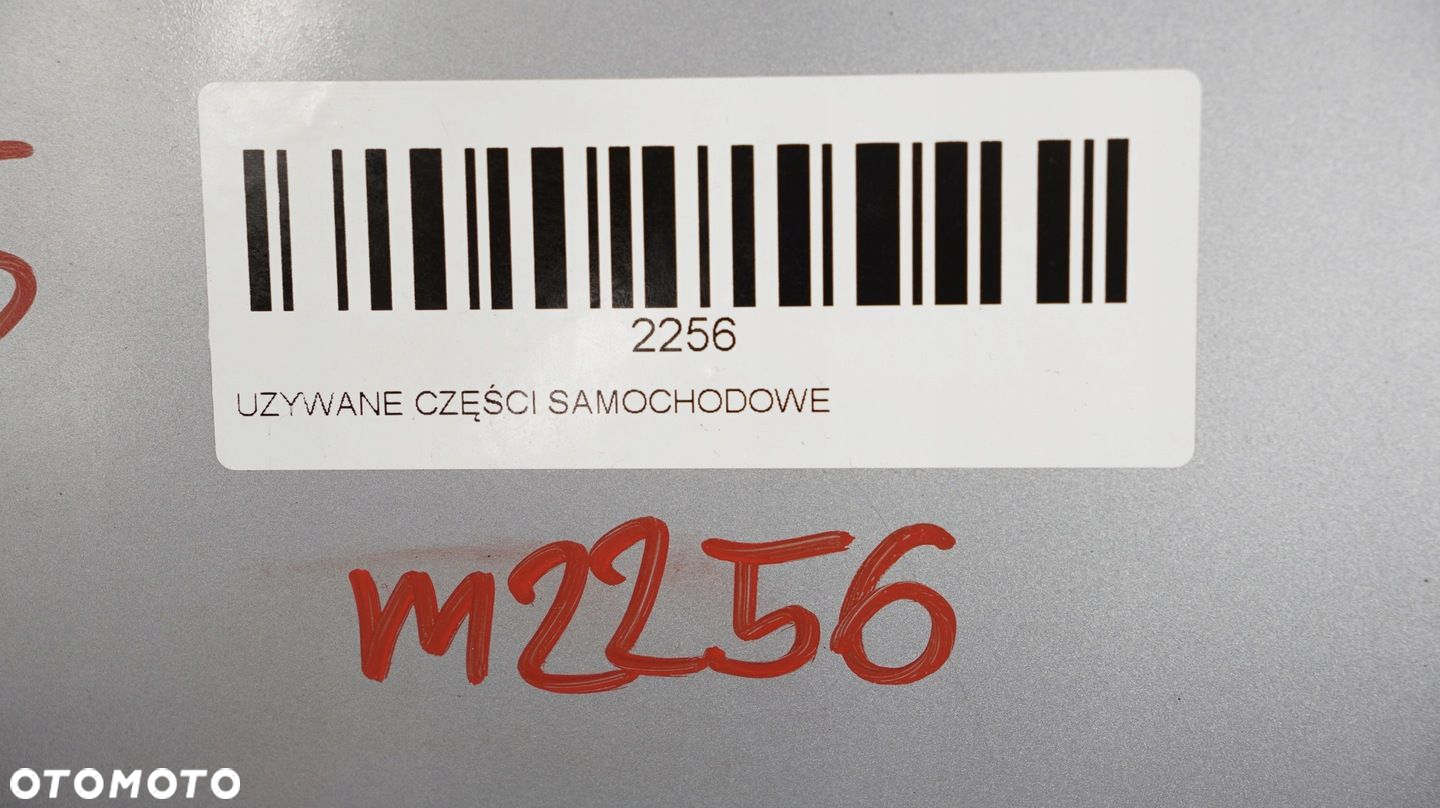 2256
UZYWANE CZĘŚCI SAMOCHODOWE
m2256
OTOMOTO